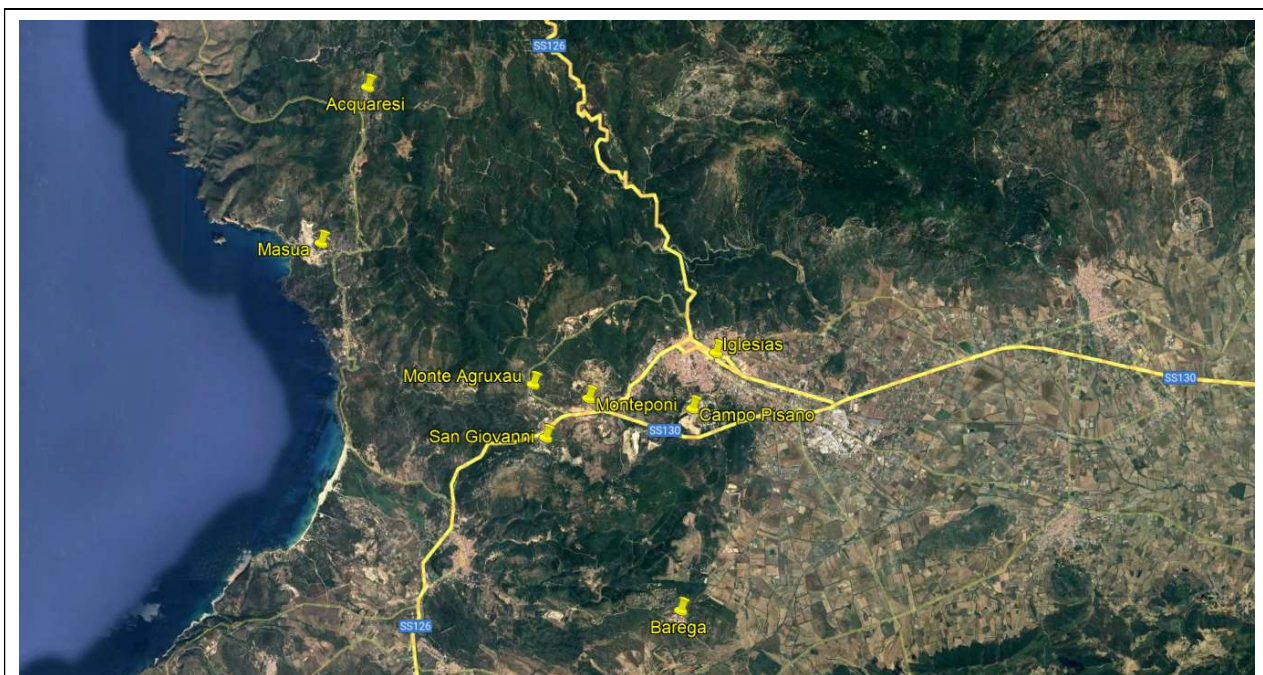 SS126
Acquaresi
Masua
Iglesias
Monte Agruxau
SS130
Monteponi
Campo Pisano
San Giovanni
SS130
Barega
SS126